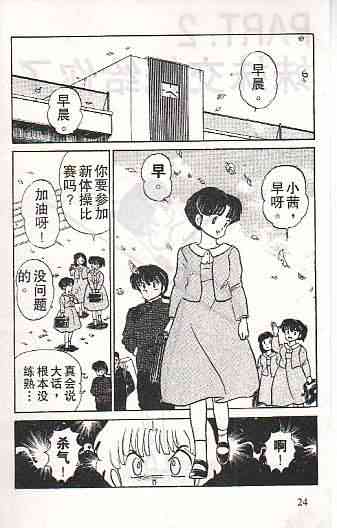 PART.2
早晨。
早晨。
小茜，
早呀。
早。
你要参加
新体操比
赛吗？
加油呀！
没问题
的。
真会说
大话，
根本没
练熟…
啊。
杀气！
24